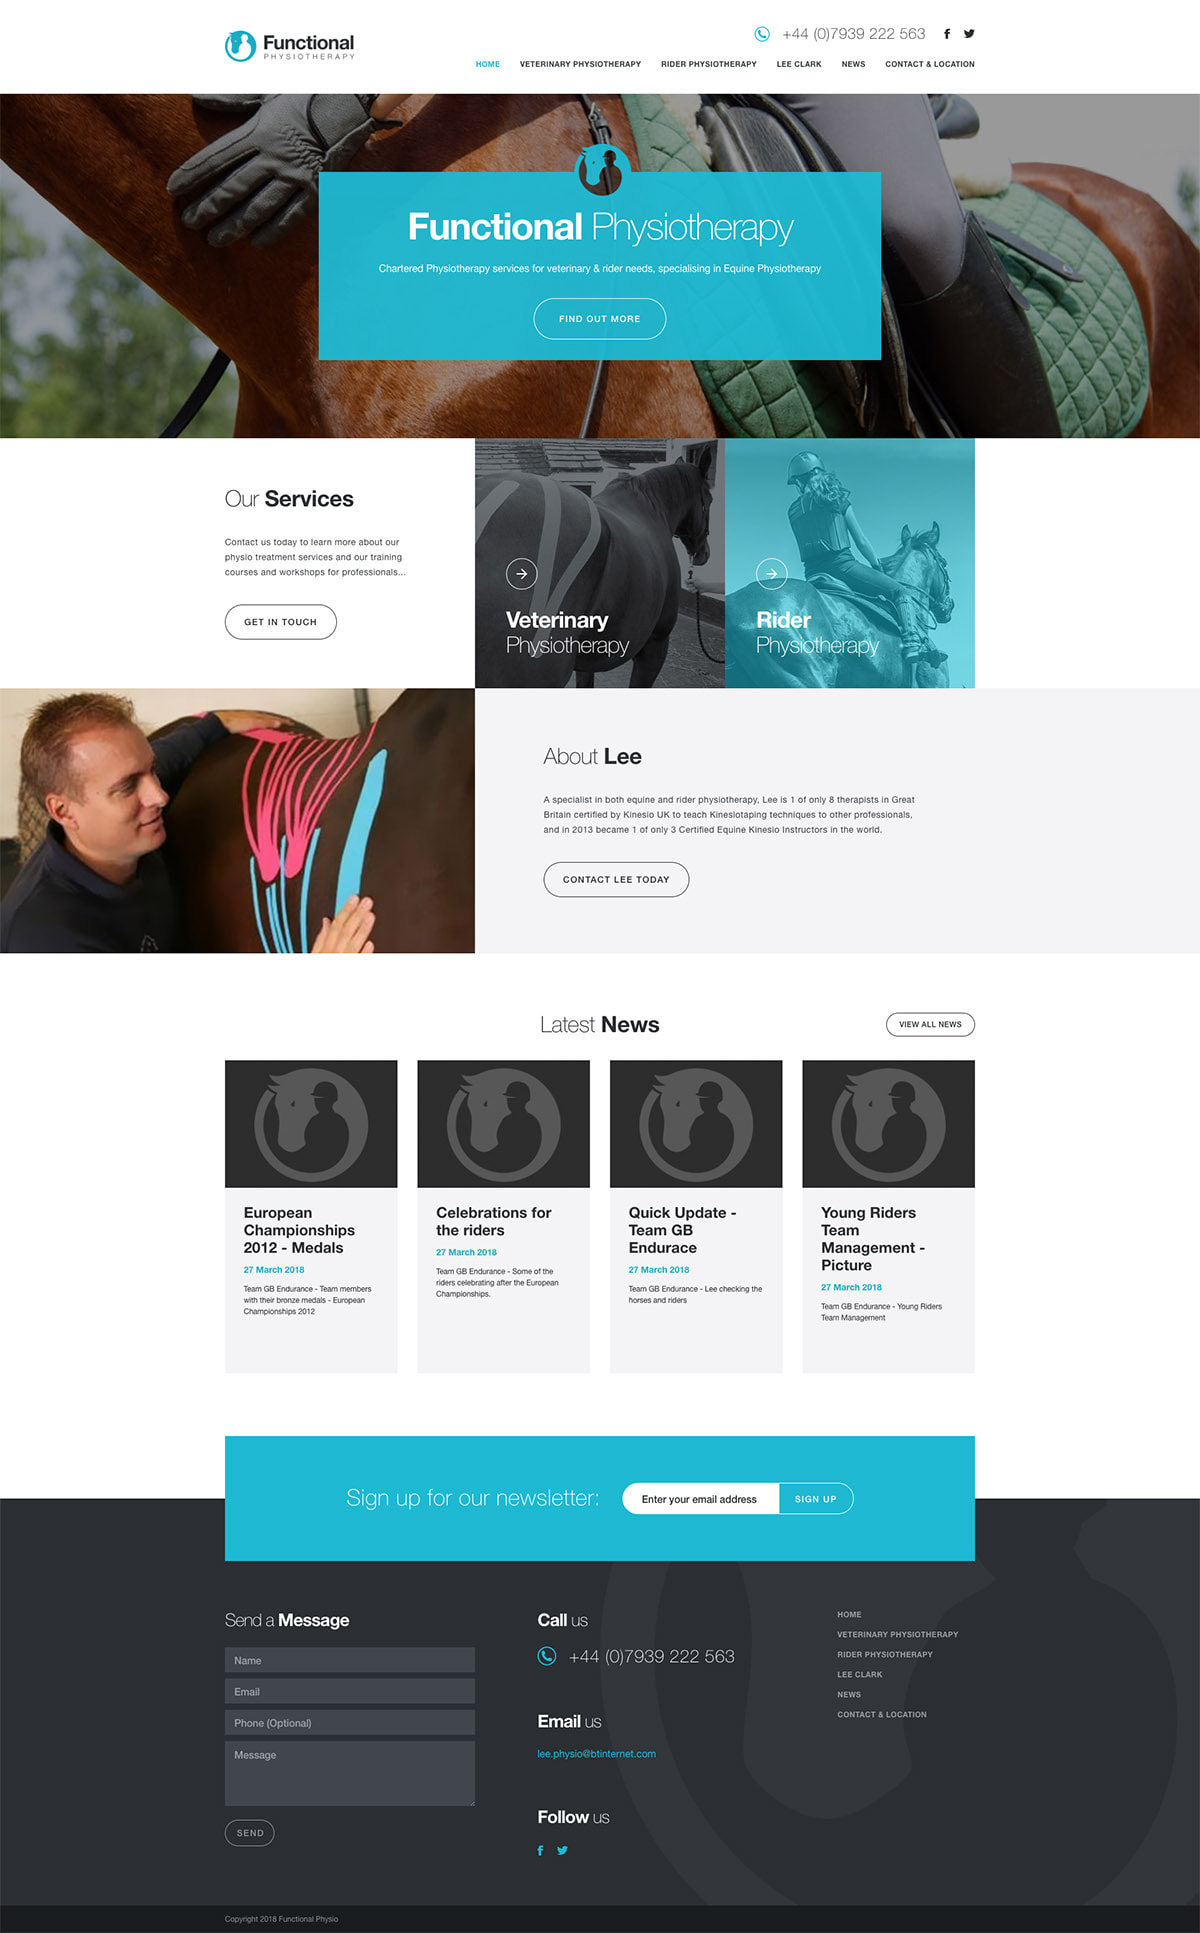 Functional
PHYSIOTHERAPY
+44 (0)7939 222 563
HOME
VETERINARY PHYSIOTHERAPY
RIDER PHYSIOTHERAPY
LEE CLARK
NEWS
CONTACT & LOCATION
Functional Physiotherapy
Chartered Physiotherapy services for veterinary & rider needs, specialising in Equine Physiotherapy
FIND OUT MORE
Our Services
Contact us today to learn more about our
physio treatment services and our training
courses and workshops for professionals...
GET IN TOUCH
Veterinary
Physiotherapy
Rider
Physiotherapy
About Lee
A specialist in both equine and rider physiotherapy, Lee is 1 of only 8 therapists in Great
Britain certified by Kinesio UK to teach Kinesiotaping techniques to other professionals,
and in 2013 became 1 of only 3 Certified Equine Kinesio Instructors in the world.
CONTACT LEE TODAY
Latest News
VIEW ALL NEWS
European
Championships
2012 - Medals
27 March 2018
Team GB Endurance - Team members
with their bronze medals - European
Championships 2012
Celebrations for
the riders
27 March 2018
Team GB Endurance - Some of the
riders celebrating after the European
Championships.
Quick Update -
Team GB
Endurace
27 March 2018
Team GB Endurance - Lee checking the
horses and riders
Young Riders
Team
Management -
Picture
27 March 2018
Team GB Endurance - Young Riders
Team Management
Sign up for our newsletter:
Enter your email address
SIGN UP
Send a Message
Name
Email
Phone (Optional)
Message
SEND
Call us
+44 (0)7939 222 563
Email us
lee.physio@btinternet.com
Follow us
HOME
VETERINARY PHYSIOTHERAPY
RIDER PHYSIOTHERAPY
LEE CLARK
NEWS
CONTACT & LOCATION
Copyright 2018 Functional Physio